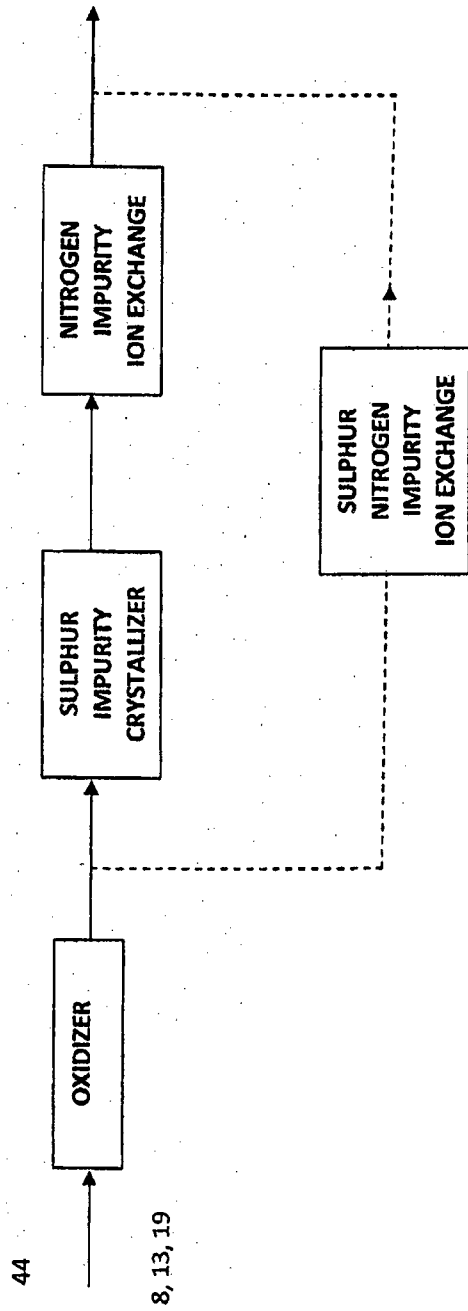 44
8, 13, 19
OXIDIZER
SULPHUR
IMPURITY
CRYSTALLIZER
NITROGEN
IMPURITY
ION EXCHANGE
SULPHUR
NITROGEN
IMPURITY
ION EXCHANGE